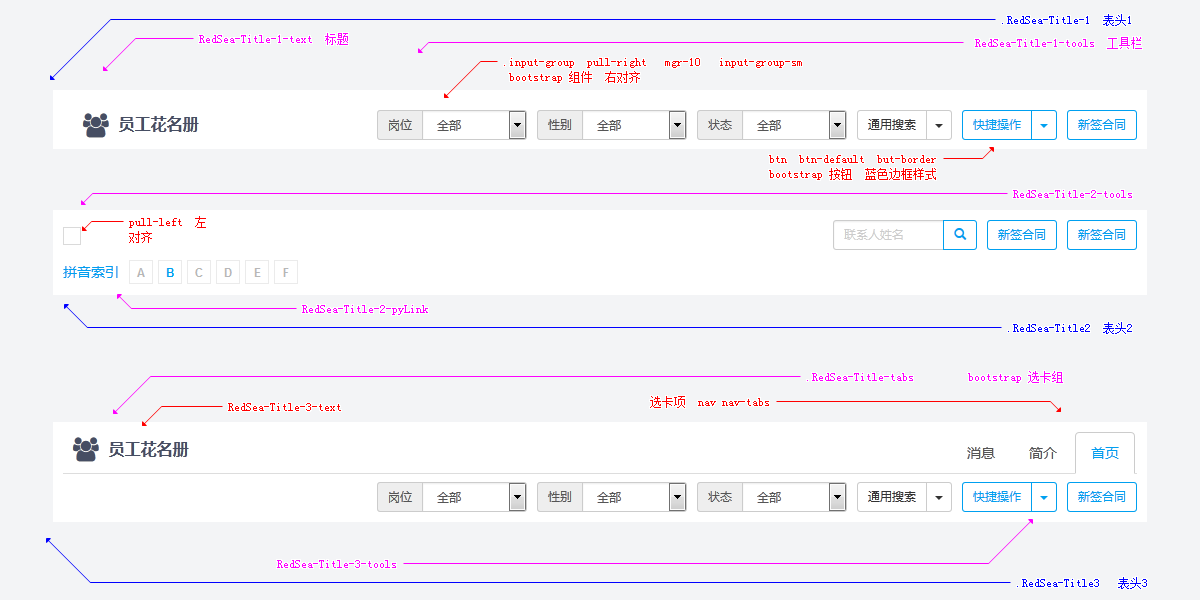 .RedSea-Title-1 表头1
RedSea-Title-1-text 标题
RedSea-Title-1-tools 工具栏
.input-group pull-right mgr-10 input-group-sm
bootstrap 组件 右对齐
员工花名册
岗位 全部 性别 全部 状态 全部 通用搜索 快捷操作 新签合同
btn btn-default but-border
bootstrap 按钮 蓝色边框样式
RedSea-Title-2-tools
pull-left 左
对齐
联系人姓名 新签合同 新签合同
拼音索引 A B C D E F
RedSea-Title-2-pyLink
.RedSea-Title2 表头2
.RedSea-Title-tabs bootstrap 选卡组
RedSea-Title-3-text
选卡项 nav nav-tabs
员工花名册
消息 简介 首页
岗位 全部 性别 全部 状态 全部 通用搜索 快捷操作 新签合同
RedSea-Title-3-tools
.RedSea-Title3 表头3